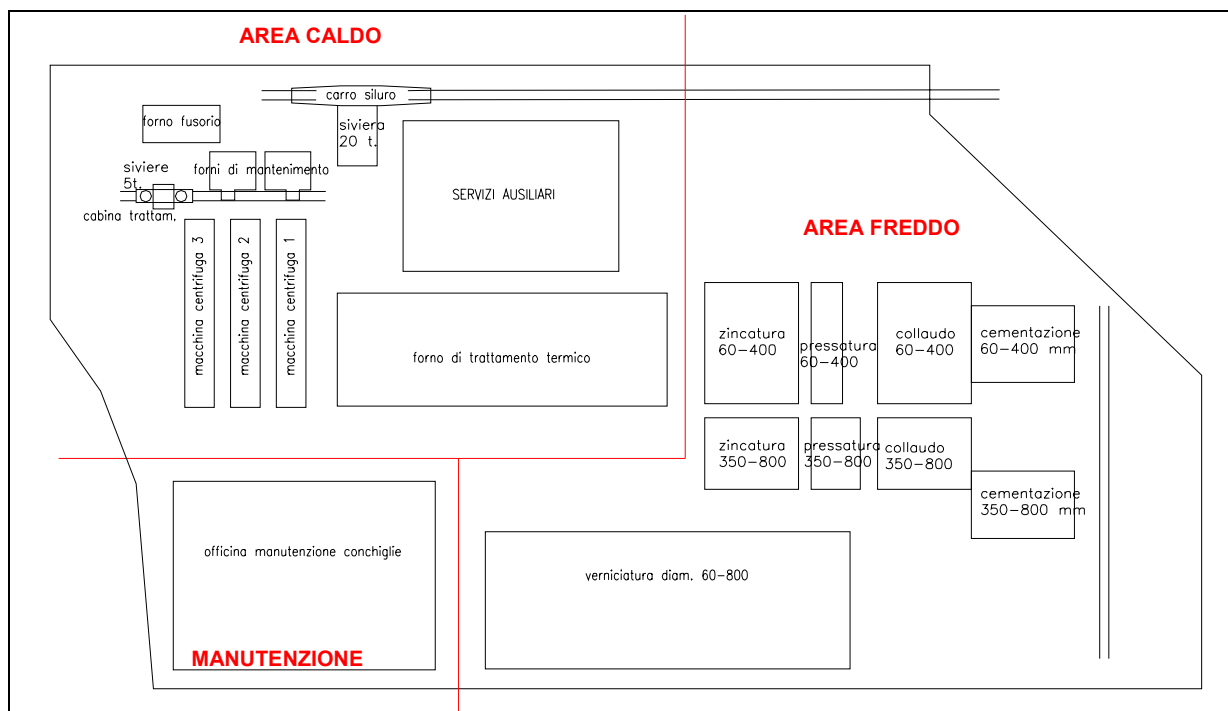 AREA CALDO
carro siluro
forno fusorio
siviera
20 t.
siviere
5t.
forni di mantenimento
cabina trattam.
SERVIZI AUSILIARI
AREA FREDDO
macchina centrifuga 3
macchina centrifuga 2
macchina centrifuga 1
forno di trattamento termico
zincatura
60-400
pressatura
60-400
collaudo
60-400
cementazione
60-400 mm
zincatura
350-800
pressatura
350-800
collaudo
350-800
cementazione
350-800 mm
officina manutenzione conchiglie
verniciatura diam. 60-800
MANUTENZIONE